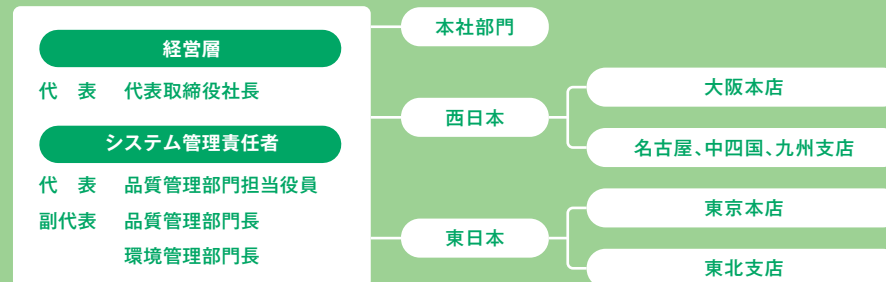 経営層
代　表　代表取締役社長
システム管理責任者
代　表　品質管理部門担当役員
副代表　品質管理部門長
環境管理部門長
本社部門
西日本
大阪本店
名古屋、中四国、九州支店
東日本
東京本店
東北支店